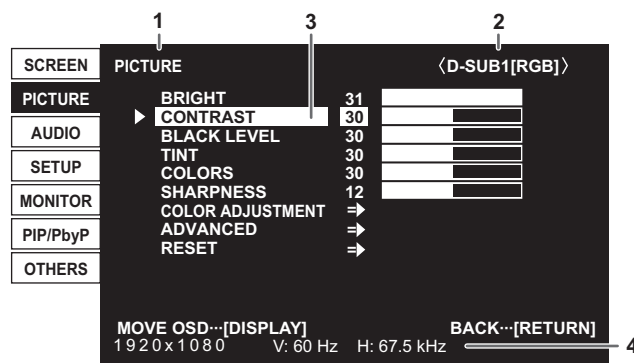 1 3 2
SCREEN
PICTURE
AUDIO
SETUP
MONITOR
PIP/PbyP
OTHERS
PICTURE 〈D-SUB1[RGB]〉
BRIGHT 31
CONTRAST 30
BLACK LEVEL 30
TINT 30
COLORS 30
SHARPNESS 12
COLOR ADJUSTMENT
ADVANCED
RESET
MOVE OSD···[DISPLAY] BACK···[RETURN]
1920x1080 V: 60 Hz H: 67.5 kHz 4